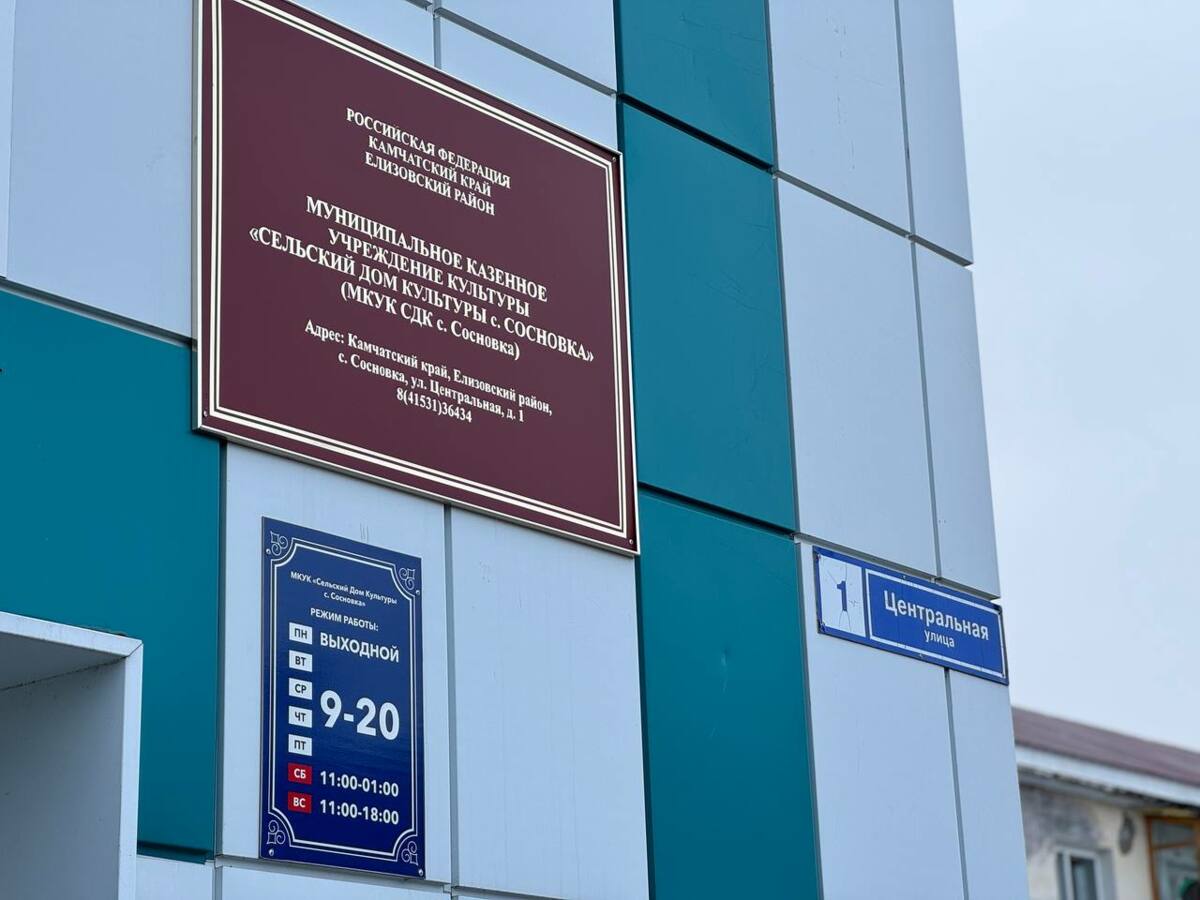 РОССИЙСКАЯ ФЕДЕРАЦИЯ
КАМЧАТСКИЙ КРАЙ
ЕЛИЗОВСКИЙ РАЙОН
МУНИЦИПАЛЬНОЕ КАЗЕННОЕ
УЧРЕЖДЕНИЕ КУЛЬТУРЫ
«СЕЛЬСКИЙ ДОМ КУЛЬТУРЫ с. СОСНОВКА»
(МКУК СДК с. Сосновка)
Адрес: Камчатский край, Елизовский район,
с. Сосновка, ул. Центральная, д. 1
8(41531)36434
МКУК «Сельский Дом Культуры
с. Сосновка»
РЕЖИМ РАБОТЫ:
ПН ВЫХОДНОЙ
ВТ
СР
ЧТ 9-20
ПТ
СБ 11:00-01:00
ВС 11:00-18:00
1 Центральная
улица